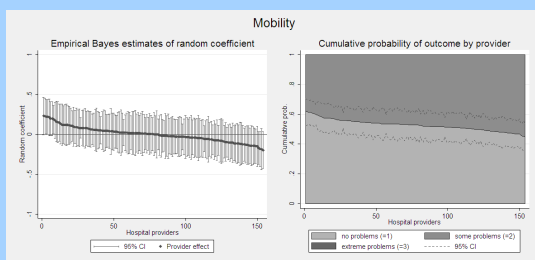 Mobility
Empirical Bayes estimates of random coefficient
Random coefficient
1
.5
0
-.5
-1
0
50
100
150
Hospital providers
95% CI
Provider effect
Cumulative probability of outcome by provider
Cumulative prob.
1
.8
.6
.4
.2
0
0
50
100
150
Hospital providers
no problems (=1)
some problems (=2)
extreme problems (=3)
95% CI